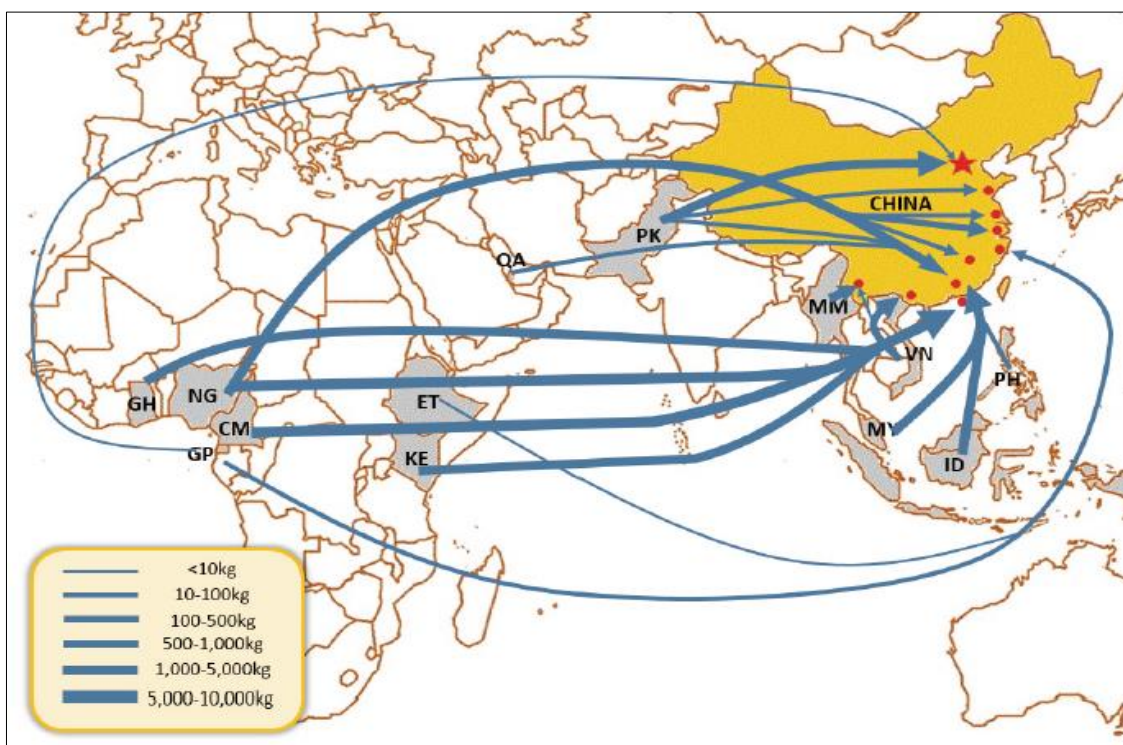 CHINA
PK
QA
MM
VN
PH
GH
NG
CM
GP
ET
KE
MY
ID
<10kg
10-100kg
100-500kg
500-1,000kg
1,000-5,000kg
5,000-10,000kg